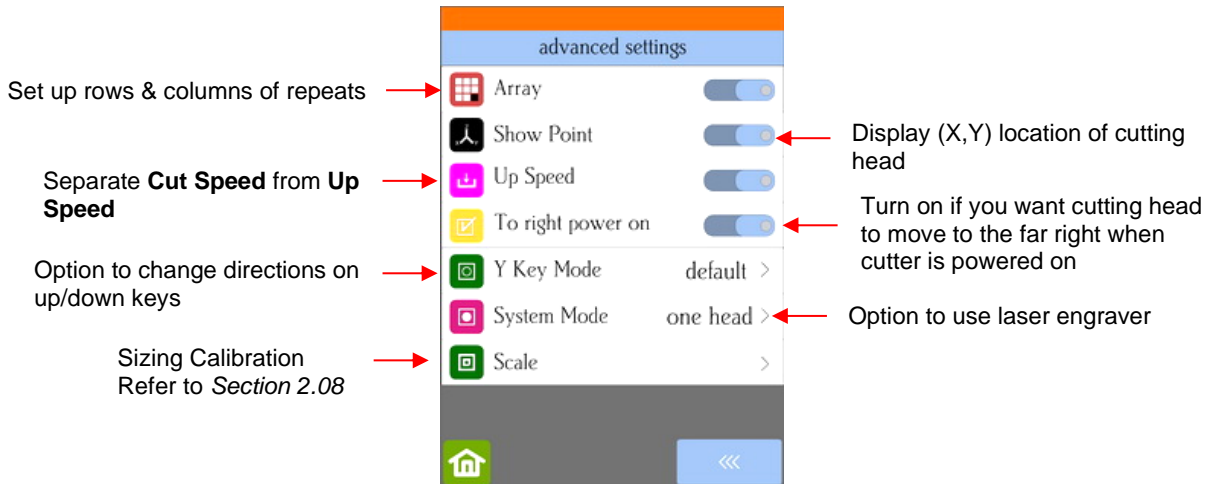 advanced settings
Set up rows & columns of repeats
Array
Show Point
Display (X,Y) location of cutting
head
Separate Cut Speed from Up
Speed
Up Speed
To right power on
Turn on if you want cutting head
to move to the far right when
cutter is powered on
Option to change directions on
up/down keys
Y Key Mode default >
System Mode one head >
Option to use laser engraver
Sizing Calibration
Refer to Section 2.08
Scale >
<<<